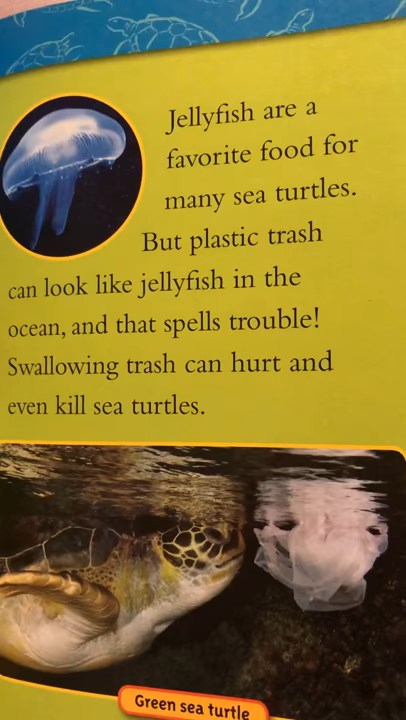 Jellyfish are a
favorite food for
many sea turtles.
But plastic trash
can look like jellyfish in the
ocean, and that spells trouble!
Swallowing trash can hurt and
even kill sea turtles.
Green sea turtle